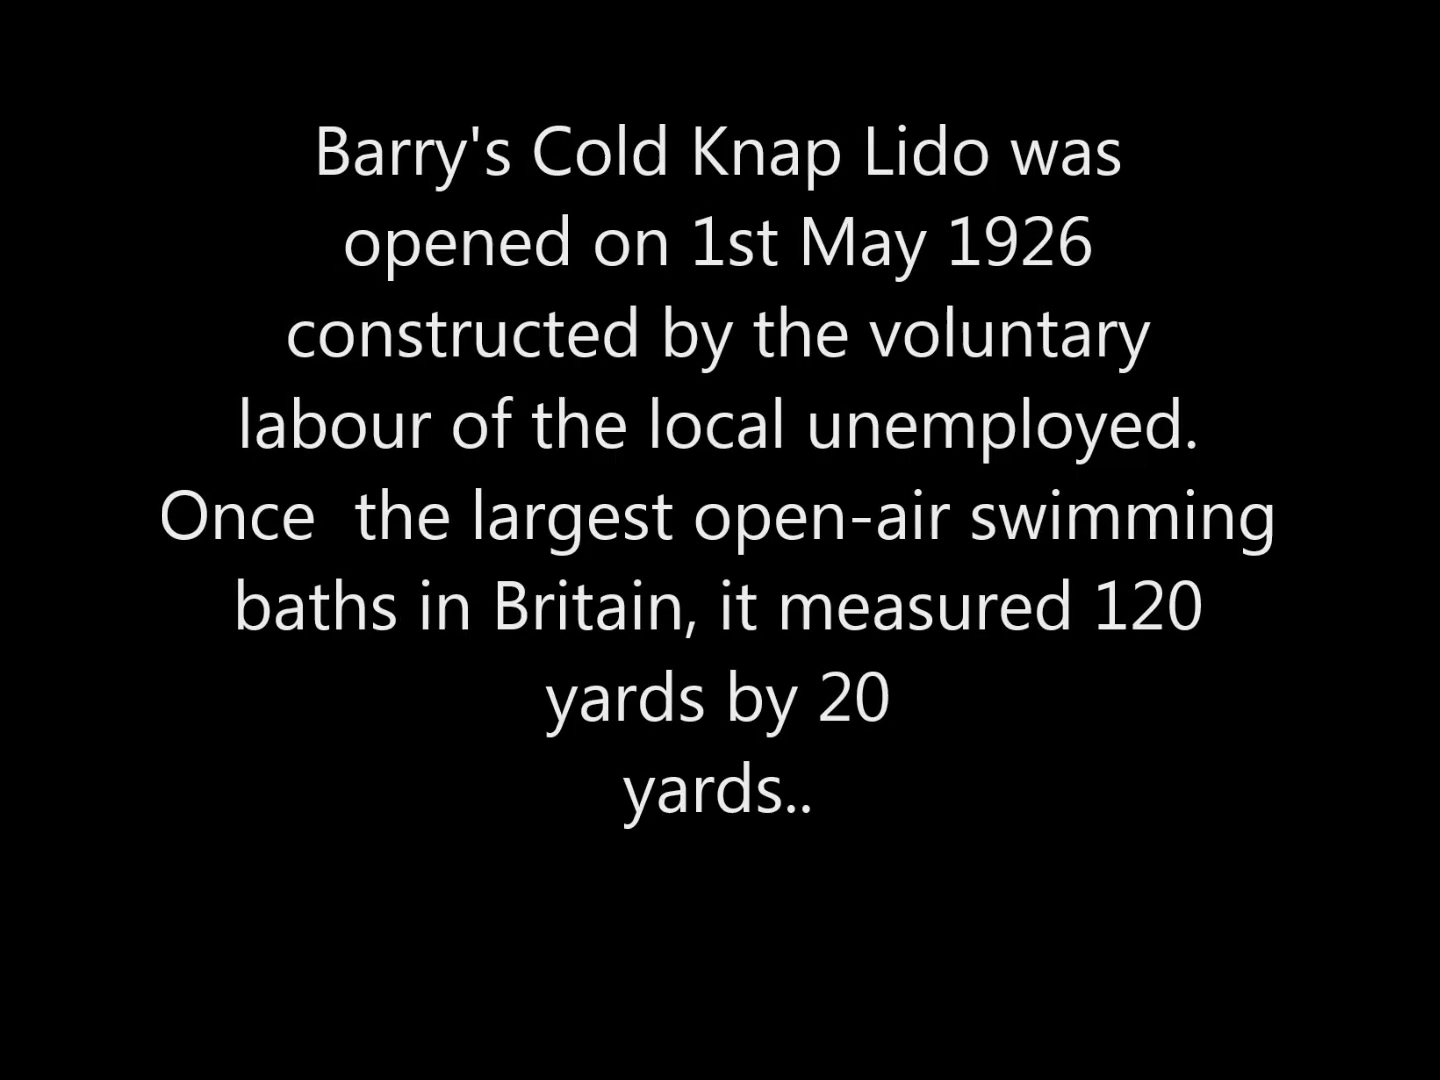 Barry's Cold Knap Lido was
opened on 1st May 1926
constructed by the voluntary
labour of the local unemployed.
Once  the largest open-air swimming
baths in Britain, it measured 120
yards by 20
yards..